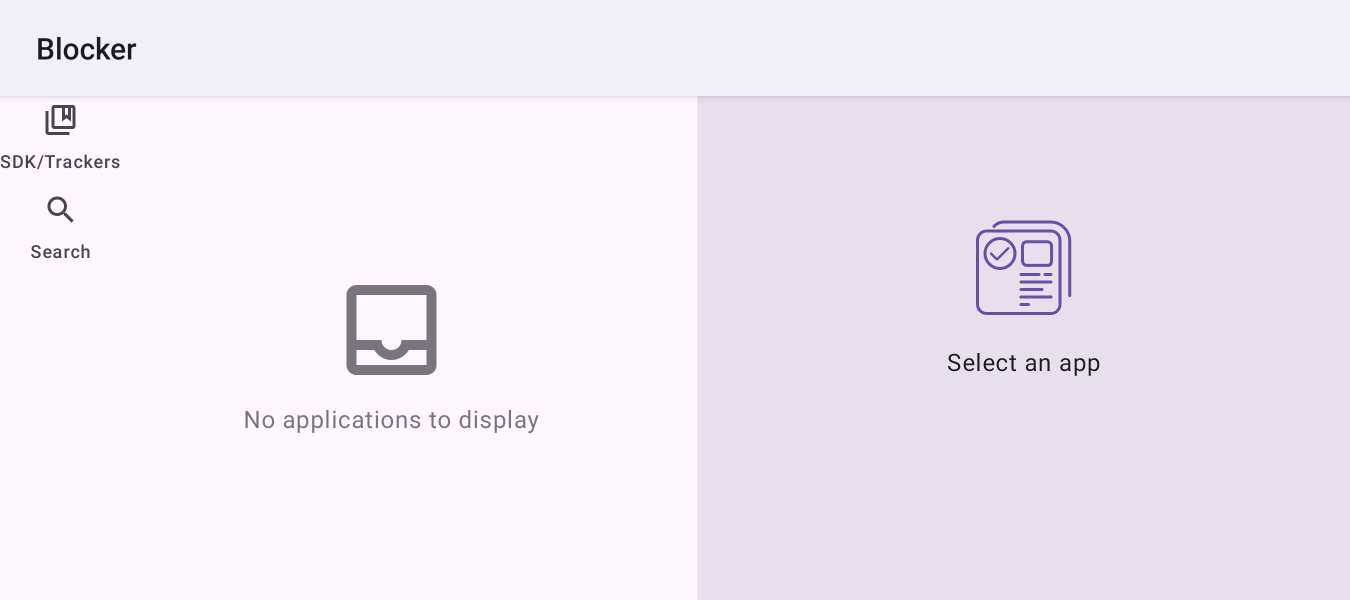 Blocker
SDK/Trackers
Search
No applications to display
Select an app